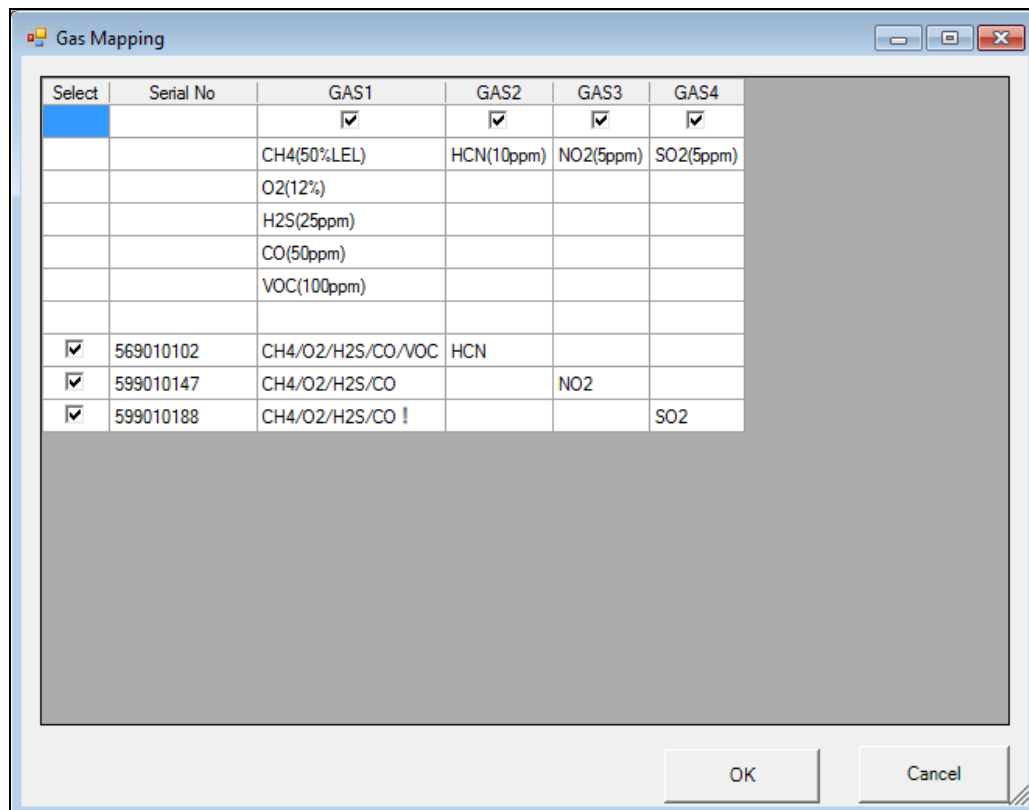 Gas Mapping
Select Serial No GAS1 GAS2 GAS3 GAS4
CH4(50%LEL) HCN(10ppm) NO2(5ppm) SO2(5ppm)
O2(12%)
H2S(25ppm)
CO(50ppm)
VOC(100ppm)
569010102 CH4/O2/H2S/CO/VOC HCN
599010147 CH4/O2/H2S/CO NO2
599010188 CH4/O2/H2S/CO ! SO2
OK Cancel